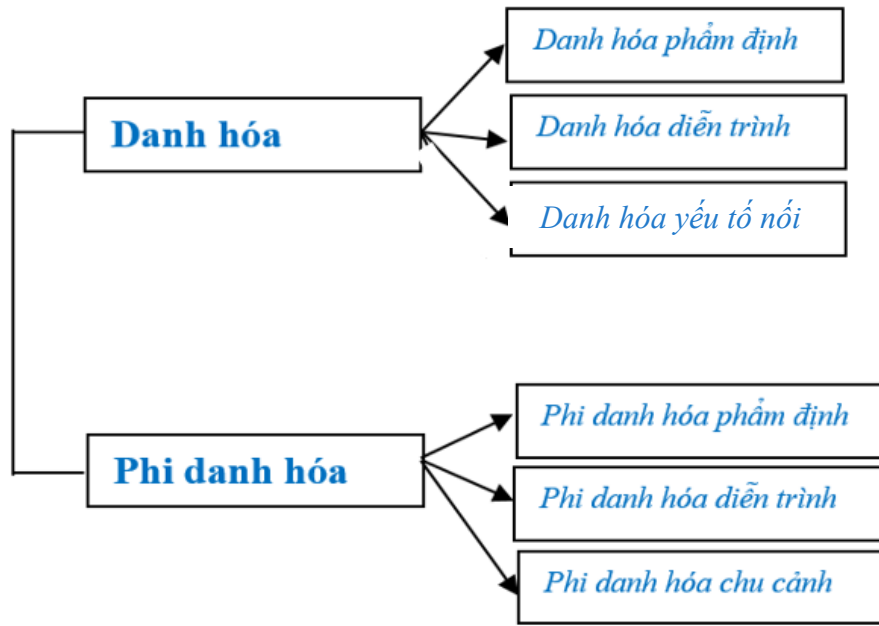 Danh hóa phẩm định
Danh hóa
Danh hóa diễn trình
Danh hóa yếu tố nối
Phi danh hóa phẩm định
Phi danh hóa
Phi danh hóa diễn trình
Phi danh hóa chu cảnh